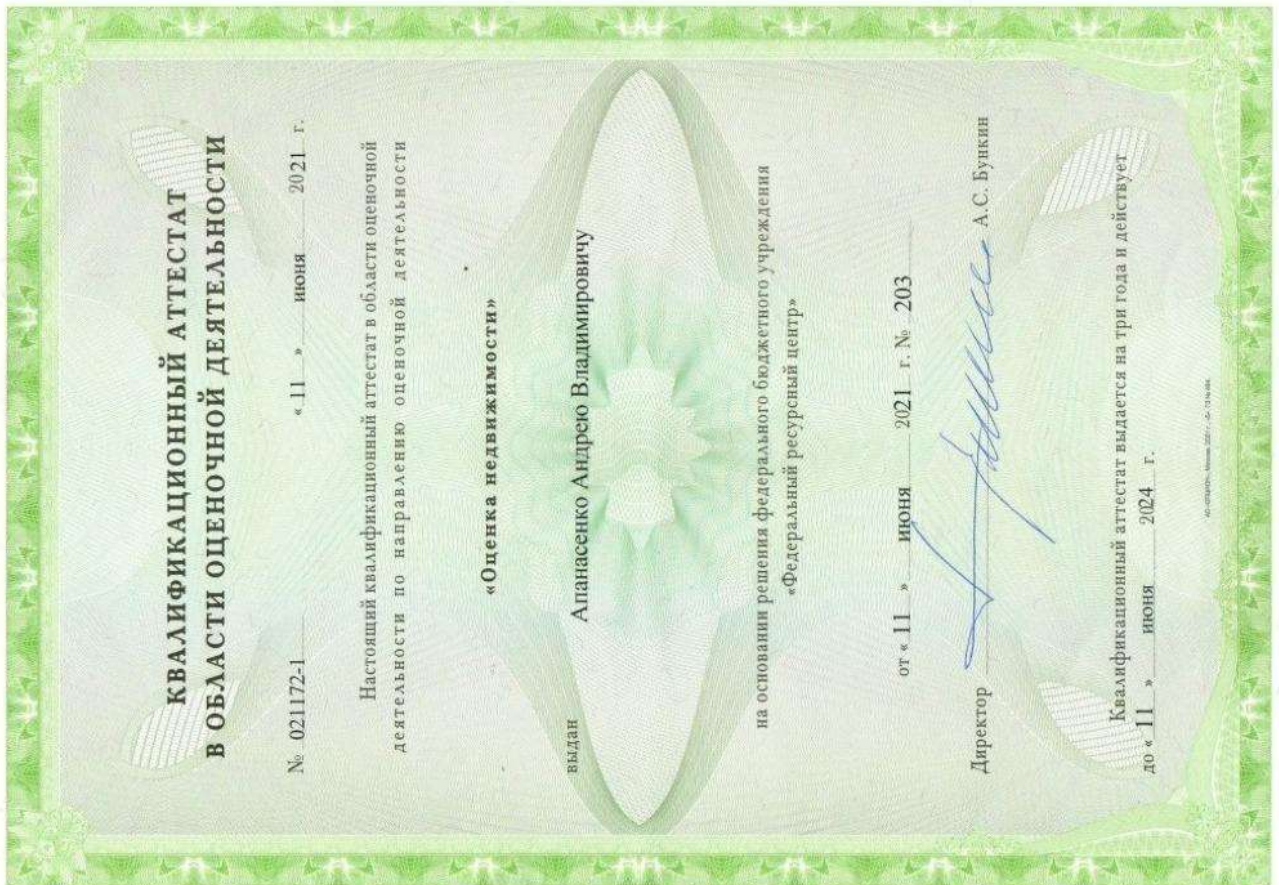 КВАЛИФИКАЦИОННЫЙ АТТЕСТАТ
В ОБЛАСТИ ОЦЕНОЧНОЙ ДЕЯТЕЛЬНОСТИ
№ 021172-1 « 11 » июня 2021 г.
Настоящий квалификационный аттестат в области оценочной
деятельности по направлению оценочной деятельности
«Оценка недвижимости»
выдан Апанасенко Андрею Владимировичу
на основании решения федерального бюджетного учреждения
«Федеральный ресурсный центр»
от « 11 » июня 2021 г. № 203
Директор А.С. Бункин
Квалификационный аттестат выдается на три года и действует
до « 11 » июня 2024 г.